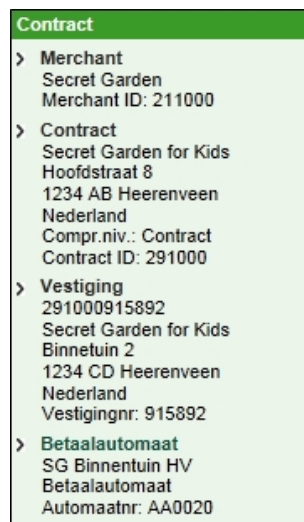 Contract
Merchant
Secret Garden
Merchant ID: 211000
Contract
Secret Garden for Kids
Hoofdstraat 8
1234 AB Heerenveen
Nederland
Compr.niv.: Contract
Contract ID: 291000
Vestiging
291000915892
Secret Garden for Kids
Binnetuin 2
1234 CD Heerenveen
Nederland
Vestigingnr: 915892
Betaalautomaat
SG Binnentuin HV
Betaalautomaat
Automaatnr: AA0020